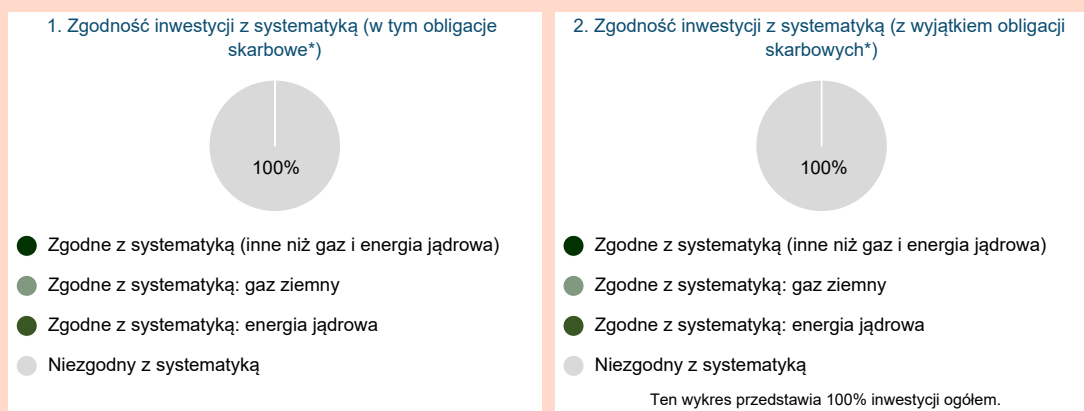 1. Zgodność inwestycji z systematyką (w tym obligacje
skarbowe*)
100%
Zgodne z systematyką (inne niż gaz i energia jądrowa)
Zgodne z systematyką: gaz ziemny
Zgodne z systematyką: energia jądrowa
Niezgodny z systematyką
2. Zgodność inwestycji z systematyką (z wyjątkiem obligacji
skarbowych*)
100%
Zgodne z systematyką (inne niż gaz i energia jądrowa)
Zgodne z systematyką: gaz ziemny
Zgodne z systematyką: energia jądrowa
Niezgodny z systematyką
Ten wykres przedstawia 100% inwestycji ogółem.